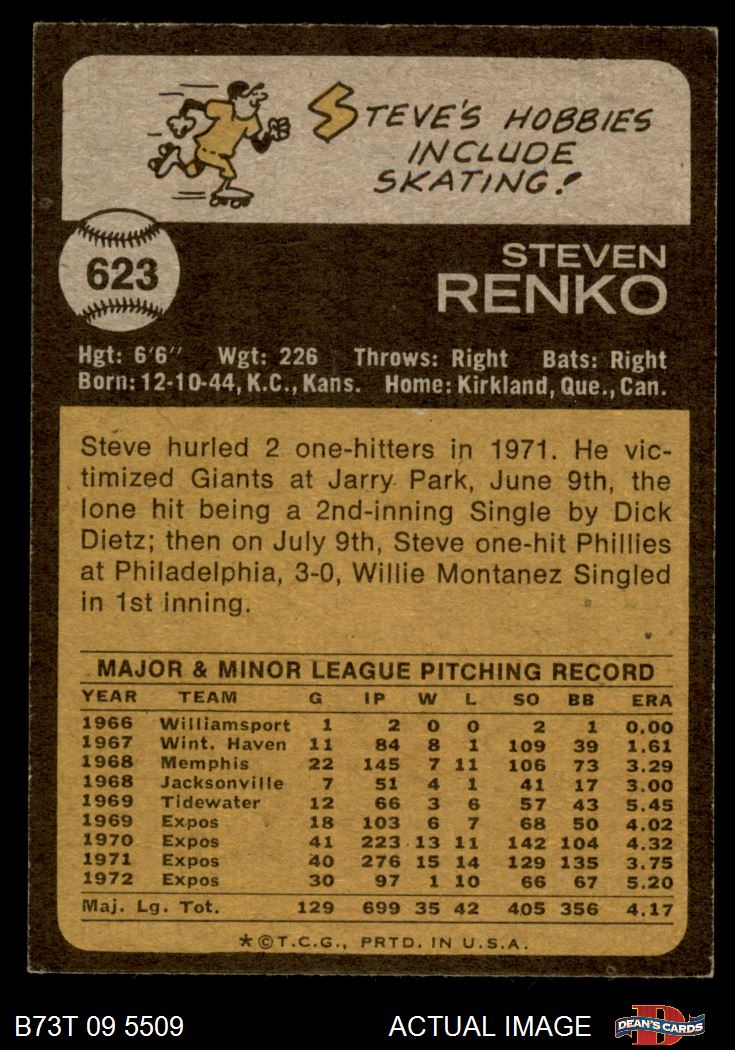 STEVE'S HOBBIES
INCLUDE
SKATING!
623
STEVEN
RENKO
Hgt: 6'6" Wgt: 226 Throws: Right Bats: Right
Born: 12-10-44, K.C., Kans. Home: Kirkland, Que., Can.
Steve hurled 2 one-hitters in 1971. He vic-
timized Giants at Jarry Park, June 9th, the
lone hit being a 2nd-inning Single by Dick
Dietz; then on July 9th, Steve one-hit Phillies
at Philadelphia, 3-0, Willie Montanez Singled
in 1st inning.
MAJOR & MINOR LEAGUE PITCHING RECORD
YEAR TEAM G IP W L SO BB ERA
1966 Williamsport 1 2 0 0 2 1 0.00
1967 Wint. Haven 11 84 8 1 109 39 1.61
1968 Memphis 22 145 7 11 106 73 3.29
1968 Jacksonville 7 51 4 1 41 17 3.00
1969 Tidewater 12 66 3 6 57 43 5.45
1969 Expos 18 103 6 7 68 50 4.02
1970 Expos 41 223 13 11 142 104 4.32
1971 Expos 40 276 15 14 129 135 3.75
1972 Expos 30 97 1 10 66 67 5.20
Maj. Lg. Tot. 129 699 35 42 405 356 4.17
*©T.C.G., PRTD. IN U.S.A.
B73T 09 5509 ACTUAL IMAGE DEAN'S CARDS